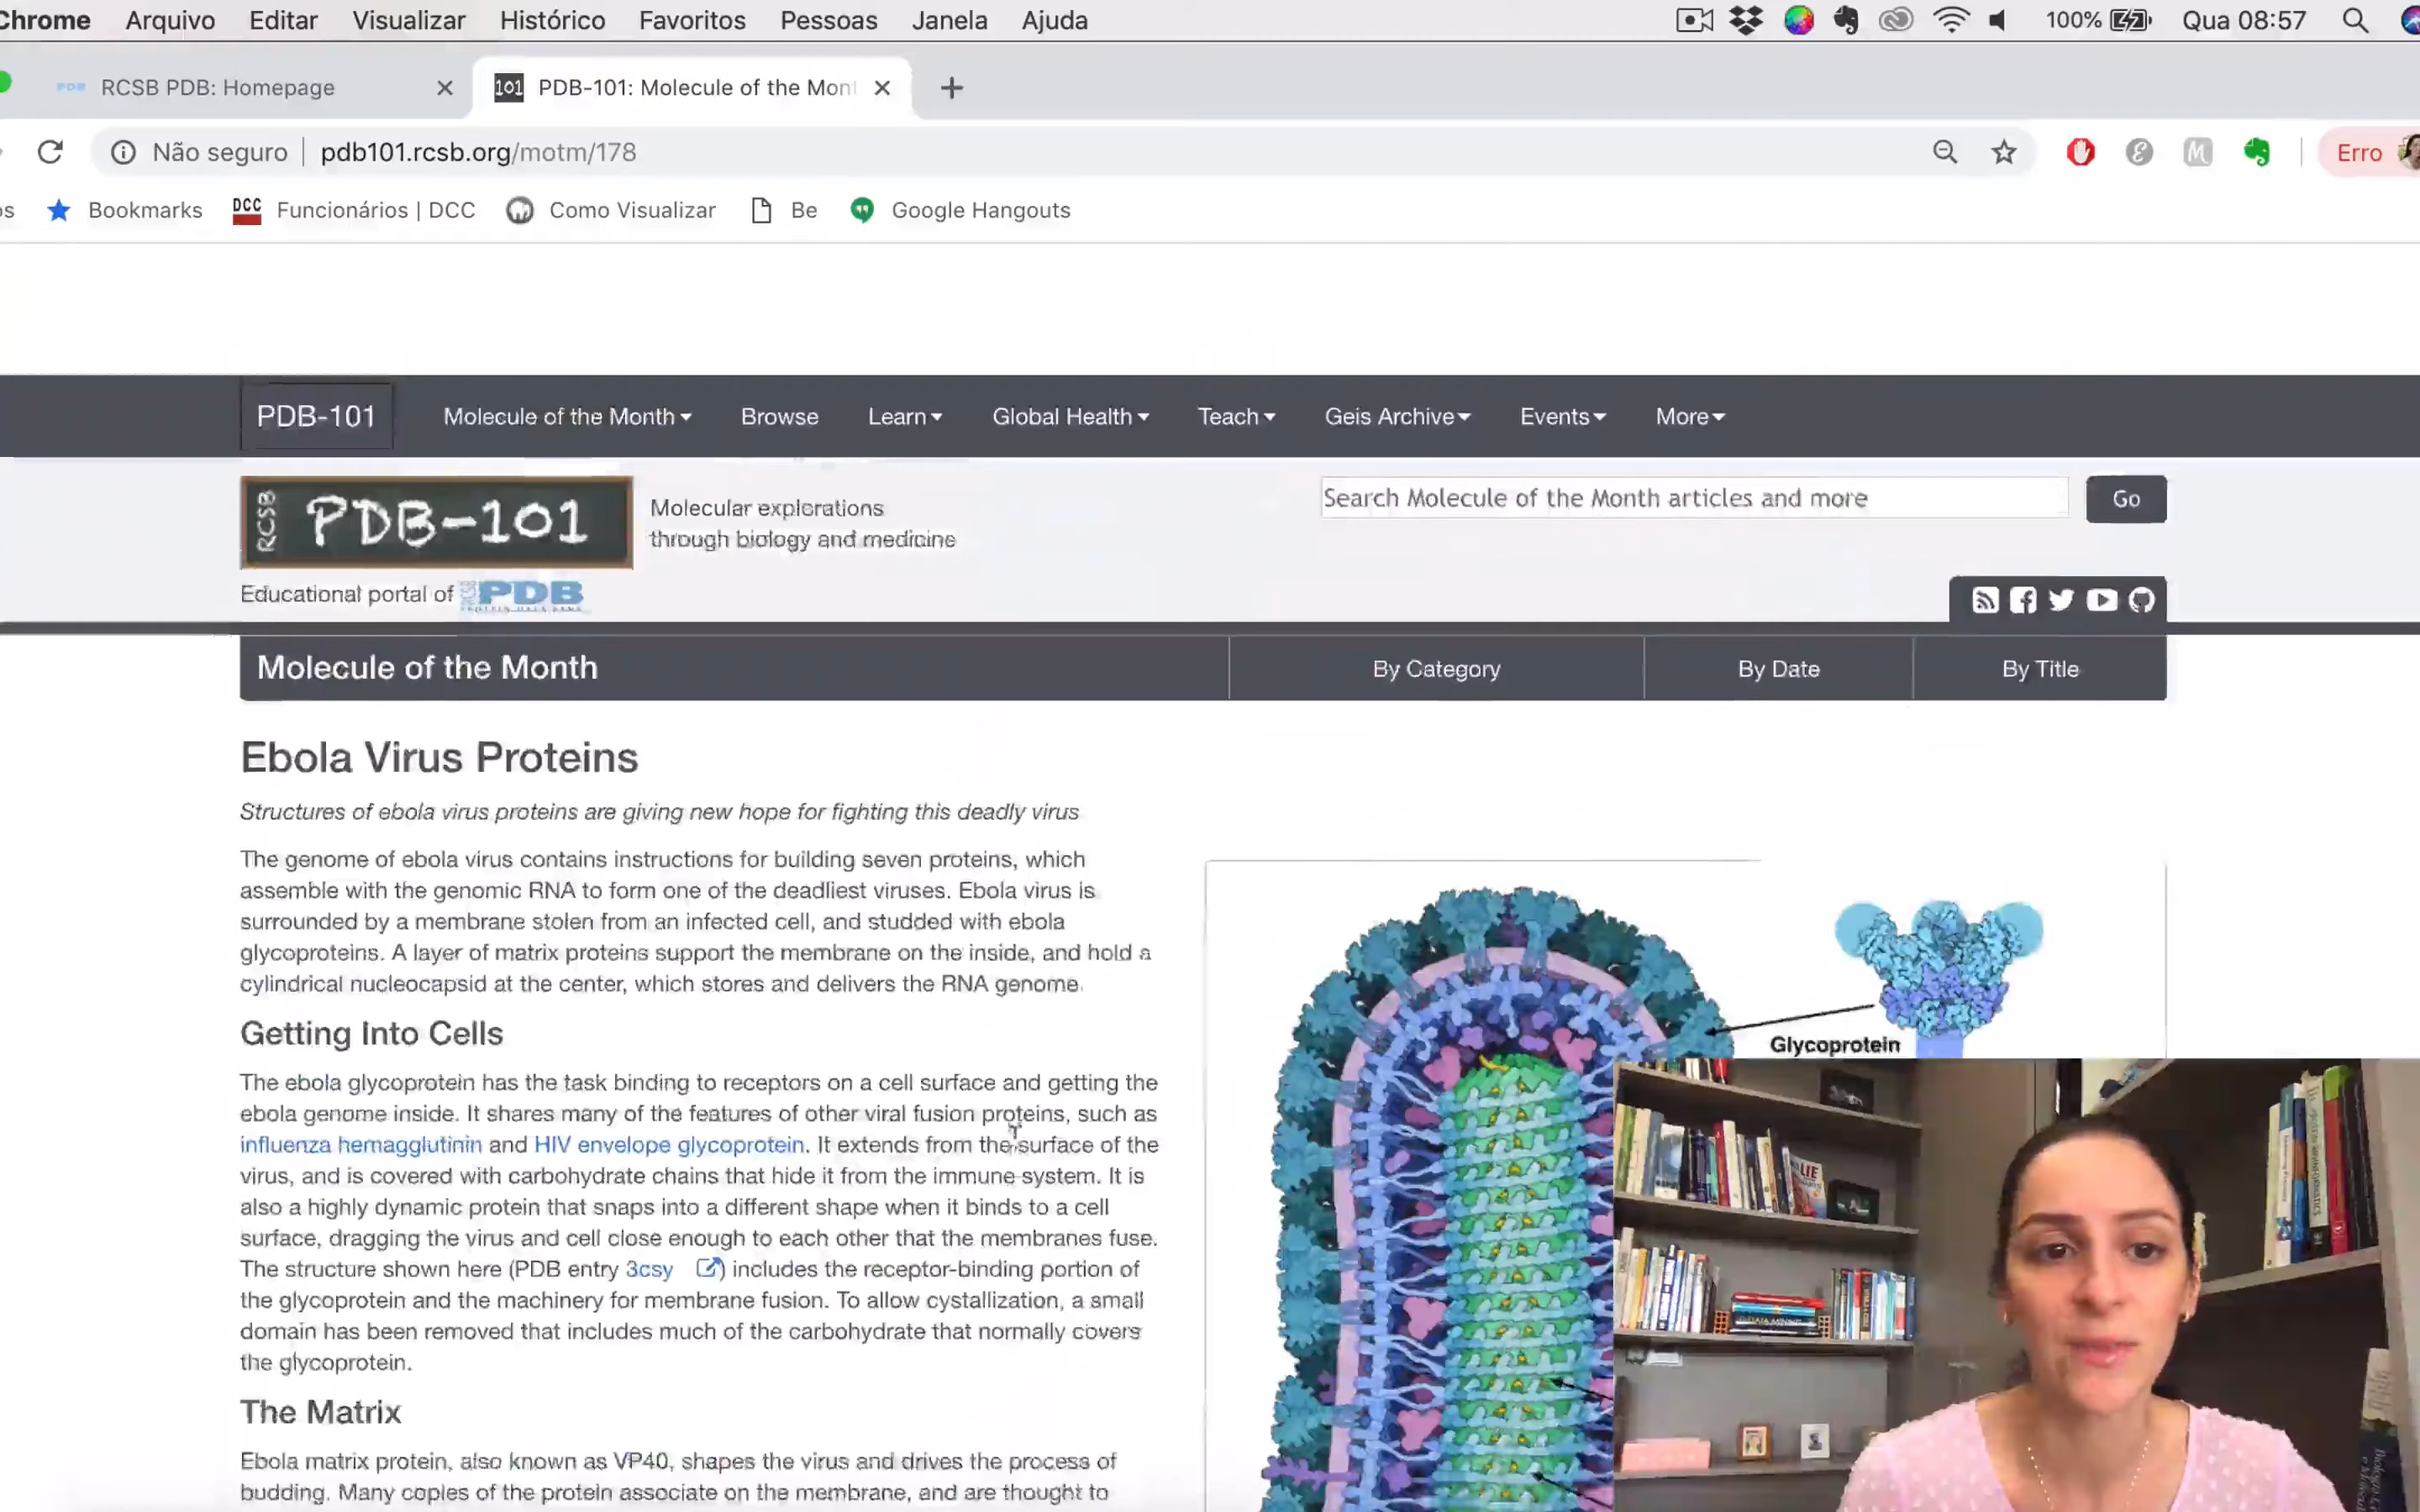 Chrome Arquivo Editar Visualizar Histórico Favoritos Pessoas Janela Ajuda 100% Qua 08:57
PDB RCSB PDB: Homepage 101 PDB-101: Molecule of the Mon
Não seguro pdb101.rcsb.org/motm/178 Erro
Bookmarks DCC Funcionários | DCC Como Visualizar Be Google Hangouts
PDB-101 Molecule of the Month Browse Learn Global Health Teach Geis Archive Events More
RCSB PDB-101
Molecular explorations
through biology and medicine
Search Molecule of the Month articles and more Go
Educational portal of PDB
Molecule of the Month By Category By Date By Title
Ebola Virus Proteins
Structures of ebola virus proteins are giving new hope for fighting this deadly virus
The genome of ebola virus contains instructions for building seven proteins, which
assemble with the genomic RNA to form one of the deadliest viruses. Ebola virus is
surrounded by a membrane stolen from an infected cell, and studded with ebola
glycoproteins. A layer of matrix proteins support the membrane on the inside, and hold a
cylindrical nucleocapsid at the center, which stores and delivers the RNA genome.
Getting Into Cells
The ebola glycoprotein has the task binding to receptors on a cell surface and getting the
ebola genome inside. It shares many of the features of other viral fusion proteins, such as
influenza hemagglutinin and HIV envelope glycoprotein. It extends from the surface of the
virus, and is covered with carbohydrate chains that hide it from the immune system. It is
also a highly dynamic protein that snaps into a different shape when it binds to a cell
surface, dragging the virus and cell close enough to each other that the membranes fuse.
The structure shown here (PDB entry 3csy ) includes the receptor-binding portion of
the glycoprotein and the machinery for membrane fusion. To allow cystallization, a small
domain has been removed that includes much of the carbohydrate that normally covers
the glycoprotein.
The Matrix
Ebola matrix protein, also known as VP40, shapes the virus and drives the process of
budding. Many copies of the protein associate on the membrane, and are thought to
Glycoprotein
LIE